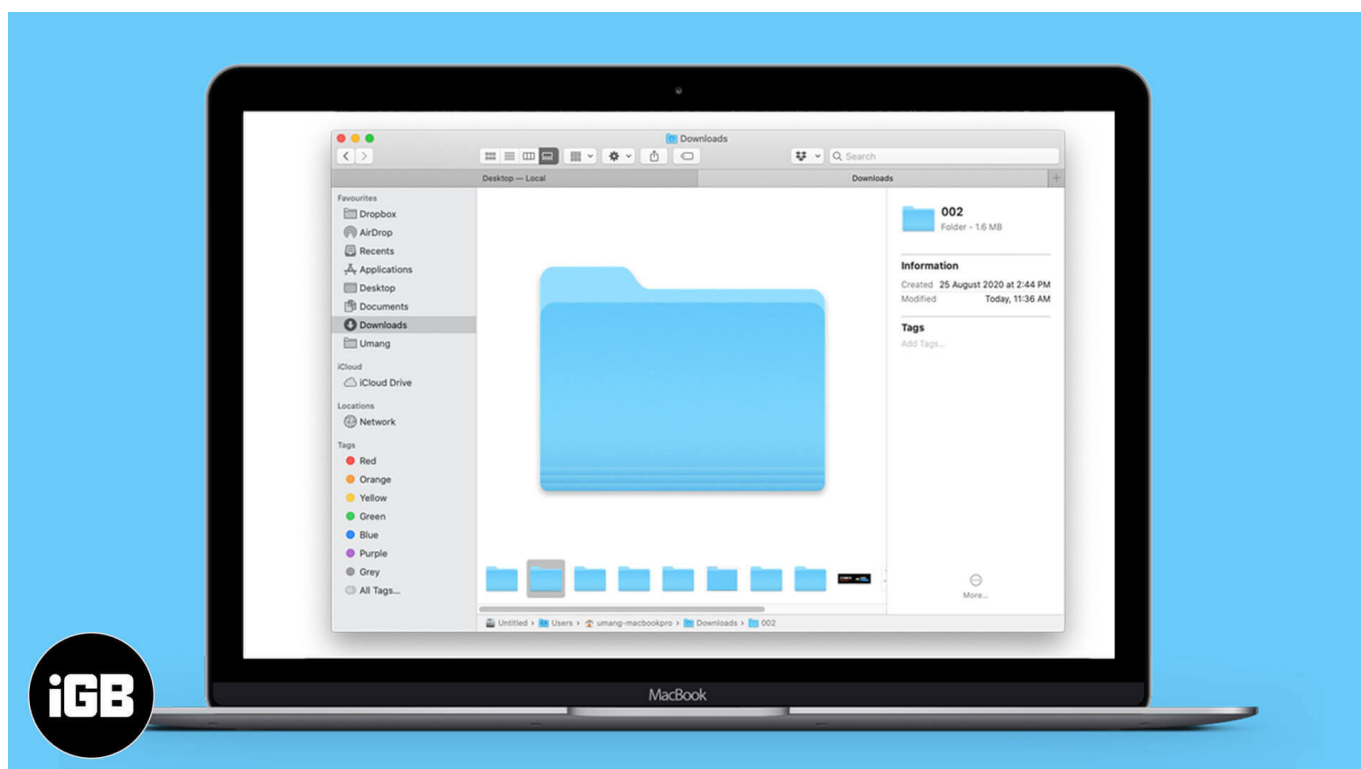 Downloads
Search
Desktop — Local
Downloads
Favourites
Dropbox
AirDrop
Recents
Applications
Desktop
Documents
Downloads
Umang
iCloud
iCloud Drive
Locations
Network
Tags
Red
Orange
Yellow
Green
Blue
Purple
Grey
All Tags...
002
Folder - 1.6 MB
Information
Created 25 August 2020 at 2:44 PM
Modified Today, 11:36 AM
Tags
Add Tags...
More...
Untitled › Users › umang-macbookpro › Downloads › 002
MacBook
iGB